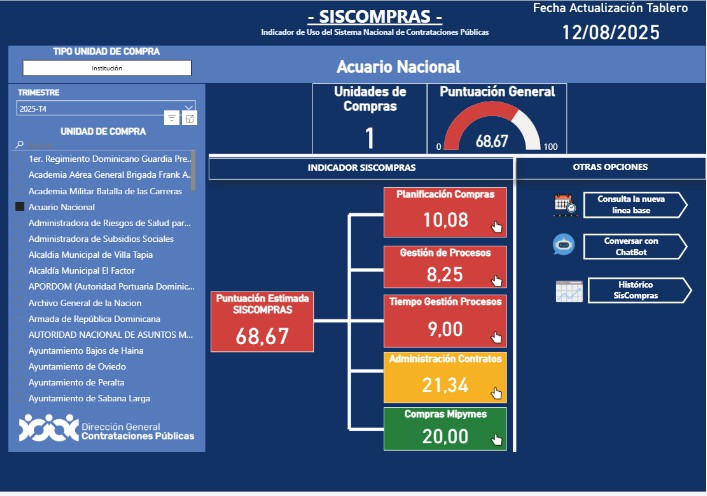 - SISCOMPRAS -
Indicador de Uso del Sistema Nacional de Contrataciones Públicas
Fecha Actualización Tablero
12/08/2025
TIPO UNIDAD DE COMPRA
Institución
Acuario Nacional
TRIMESTRE
2025-T4
UNIDAD DE COMPRA
1er. Regimiento Dominicano Guardia Pre...
Academia Aérea General Brigada Frank A...
Academia Militar Batalla de las Carreras
Acuario Nacional
Administradora de Riesgos de Salud par...
Administradora de Subsidios Sociales
Alcaldia Municipal de Villa Tapia
Alcaldía Municipal El Factor
APORDOM (Autoridad Portuaria Dominic...
Archivo General de la Nacion
Armada de República Dominicana
AUTORIDAD NACIONAL DE ASUNTOS M...
Ayuntamiento Bajos de Haina
Ayuntamiento de Oviedo
Ayuntamiento de Peralta
Ayuntamiento de Sabana Larga
Dirección General
Contrataciones Públicas
Unidades de
Compras
1
Puntuación General
68,67
0
100
INDICADOR SISCOMPRAS
Puntuación Estimada
SISCOMPRAS
68,67
Planificación Compras
10,08
Gestión de Procesos
8,25
Tiempo Gestión Procesos
9,00
Administración Contratos
21,34
Compras Mipymes
20,00
OTRAS OPCIONES
Consulta la nueva
línea base
Conversar con
ChatBot
Histórico
SisCompras